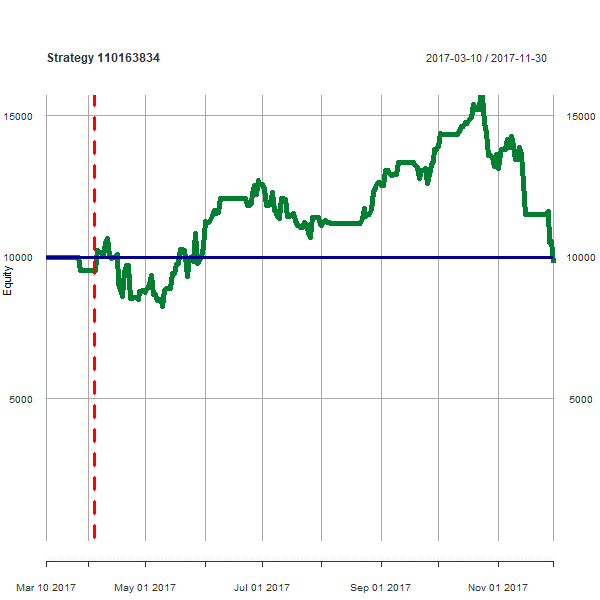 Strategy 110163834
2017-03-10 / 2017-11-30
15000
15000
10000
10000
Equity
5000
5000
Mar 10 2017
May 01 2017
Jul 01 2017
Sep 01 2017
Nov 01 2017